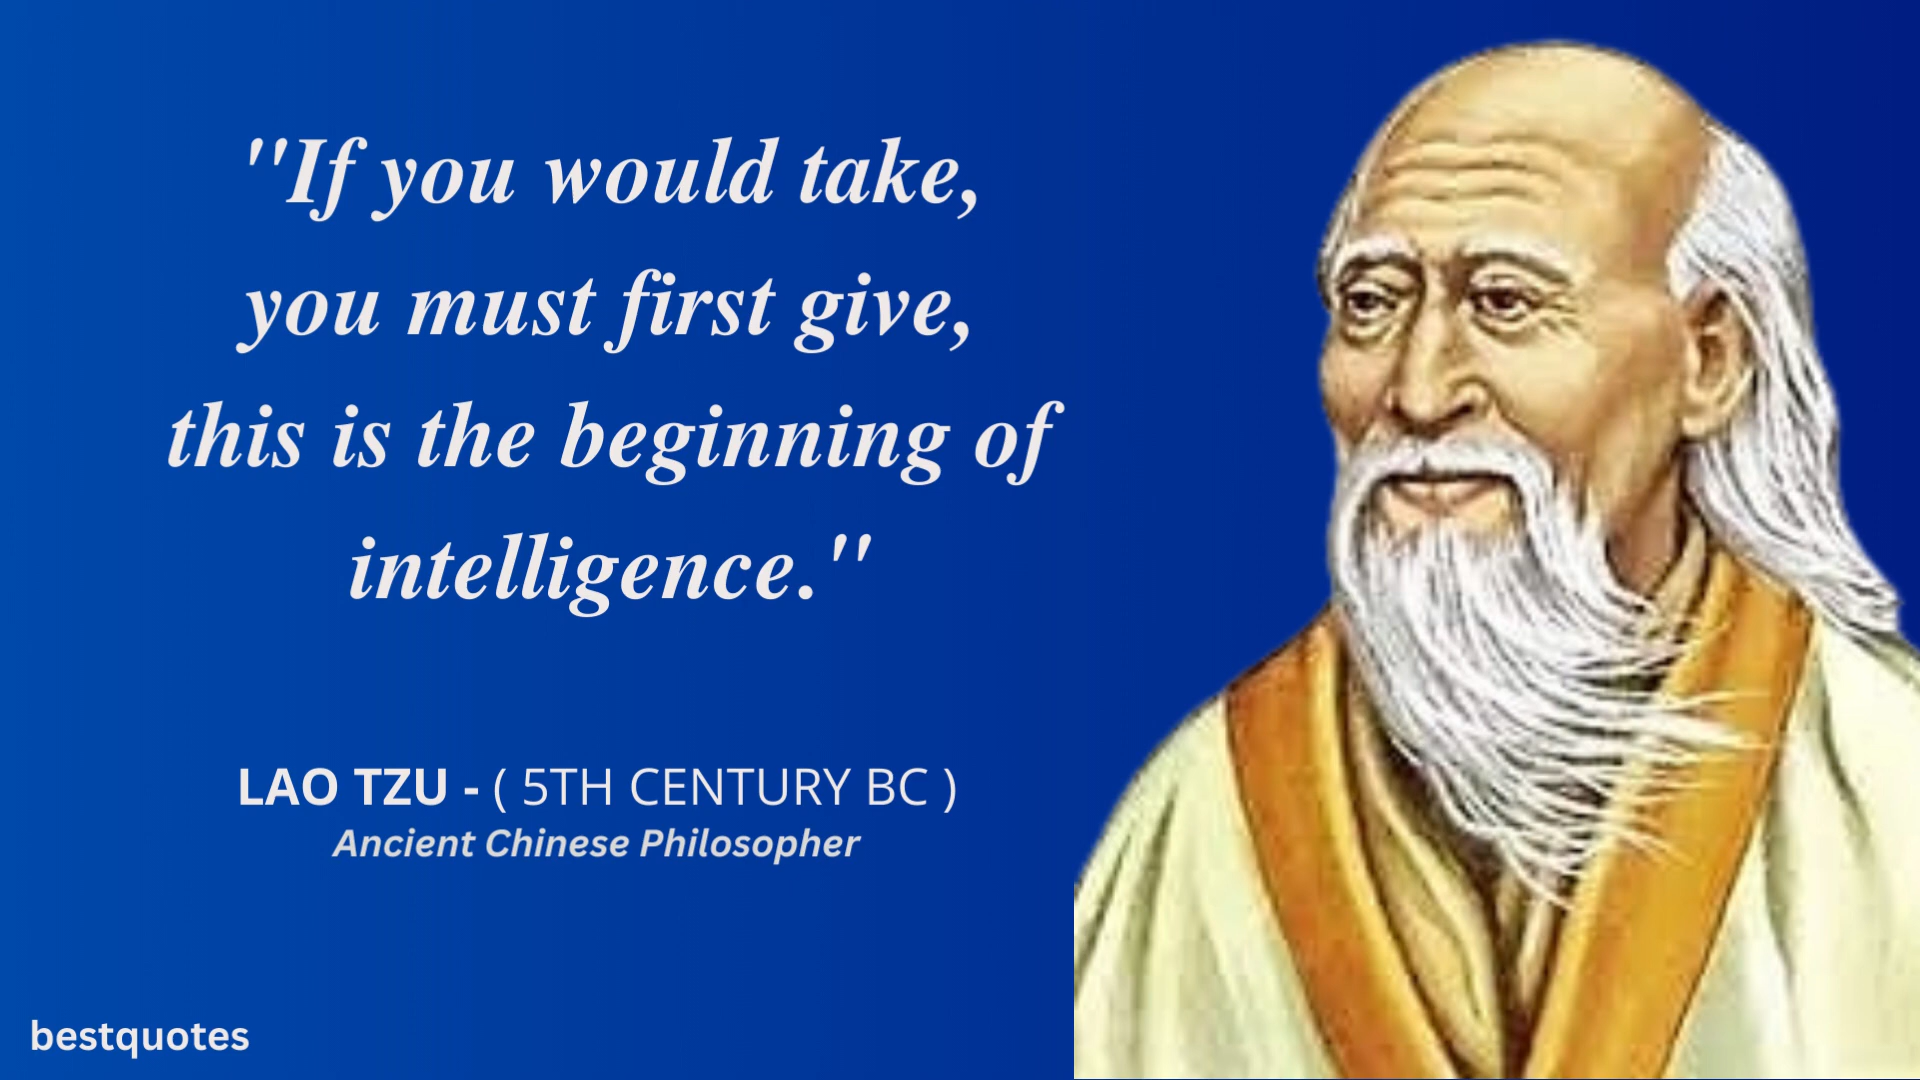 "If you would take,
you must first give,
this is the beginning of
intelligence."
LAO TZU - ( 5TH CENTURY BC )
Ancient Chinese Philosopher
bestquotes